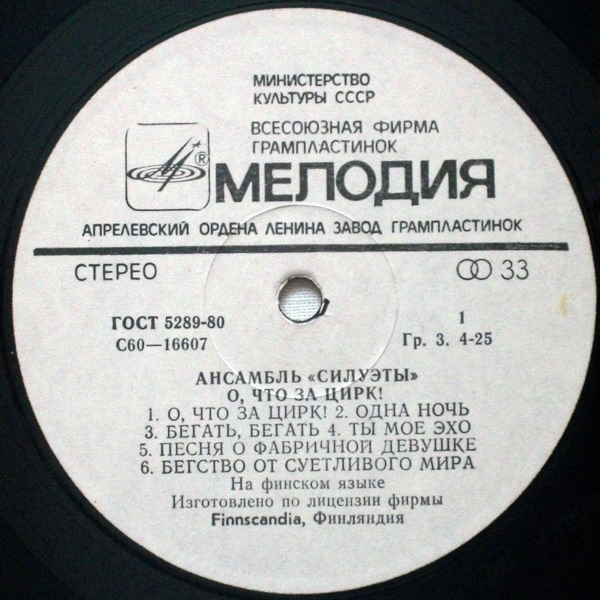 МИНИСТЕРСТВО
КУЛЬТУРЫ СССР
ВСЕСОЮЗНАЯ ФИРМА
ГРАМПЛАСТИНОК
® МЕЛОДИЯ
АПРЕЛЕВСКИЙ ОРДЕНА ЛЕНИНА ЗАВОД ГРАМПЛАСТИНОК
СТЕРЕО 33
ГОСТ 5289-80 1
С60—16607 Гр. 3. 4-25
АНСАМБЛЬ «СИЛУЭТЫ»
О, ЧТО ЗА ЦИРК!
1. О, ЧТО ЗА ЦИРК! 2. ОДНА НОЧЬ
3. БЕГАТЬ, БЕГАТЬ 4. ТЫ МОЕ ЭХО
5. ПЕСНЯ О ФАБРИЧНОЙ ДЕВУШКЕ
6. БЕГСТВО ОТ СУЕТЛИВОГО МИРА
На финском языке
Изготовлено по лицензии фирмы
Finnscandia, Финляндия